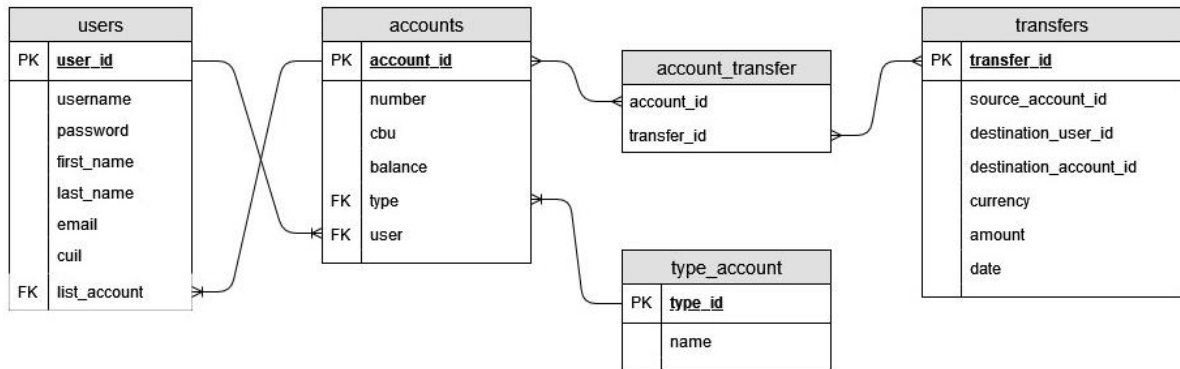 users
PK user_id
username
password
first_name
last_name
email
cuil
FK list_account
accounts
PK account_id
number
cbu
balance
FK type
FK user
account_transfer
account_id
transfer_id
type_account
PK type_id
name
transfers
PK transfer_id
source_account_id
destination_user_id
destination_account_id
currency
amount
date